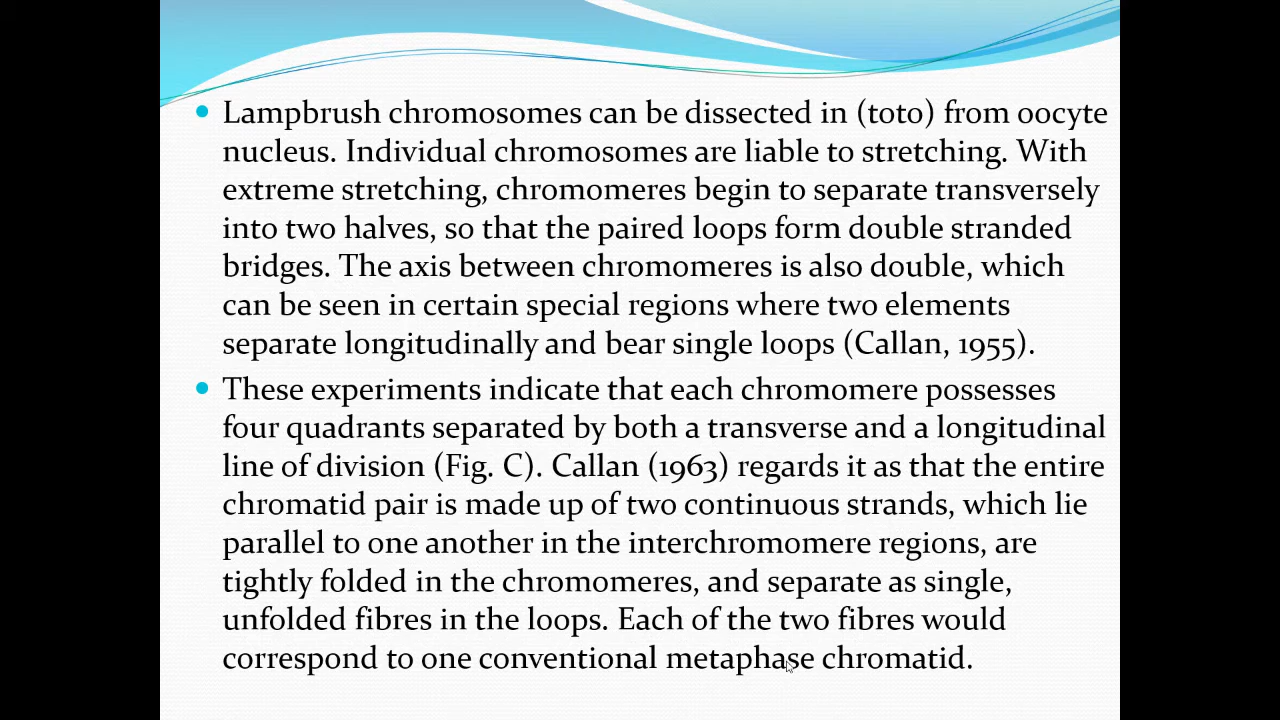 Lampbrush chromosomes can be dissected in (toto) from oocyte
nucleus. Individual chromosomes are liable to stretching. With
extreme stretching, chromomeres begin to separate transversely
into two halves, so that the paired loops form double stranded
bridges. The axis between chromomeres is also double, which
can be seen in certain special regions where two elements
separate longitudinally and bear single loops (Callan, 1955).
These experiments indicate that each chromomere possesses
four quadrants separated by both a transverse and a longitudinal
line of division (Fig. C). Callan (1963) regards it as that the entire
chromatid pair is made up of two continuous strands, which lie
parallel to one another in the interchromomere regions, are
tightly folded in the chromomeres, and separate as single,
unfolded fibres in the loops. Each of the two fibres would
correspond to one conventional metaphase chromatid.